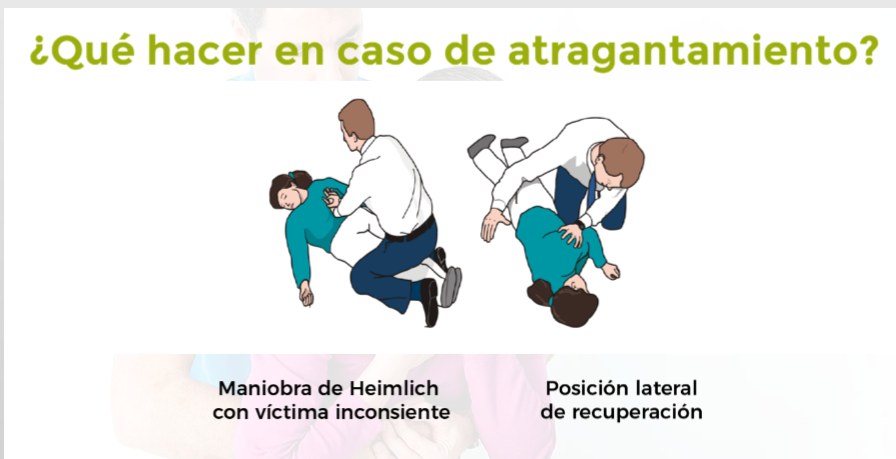 ¿Qué hacer en caso de atragantamiento?
Maniobra de Heimlich
con víctima inconsiente
Posición lateral
de recuperación